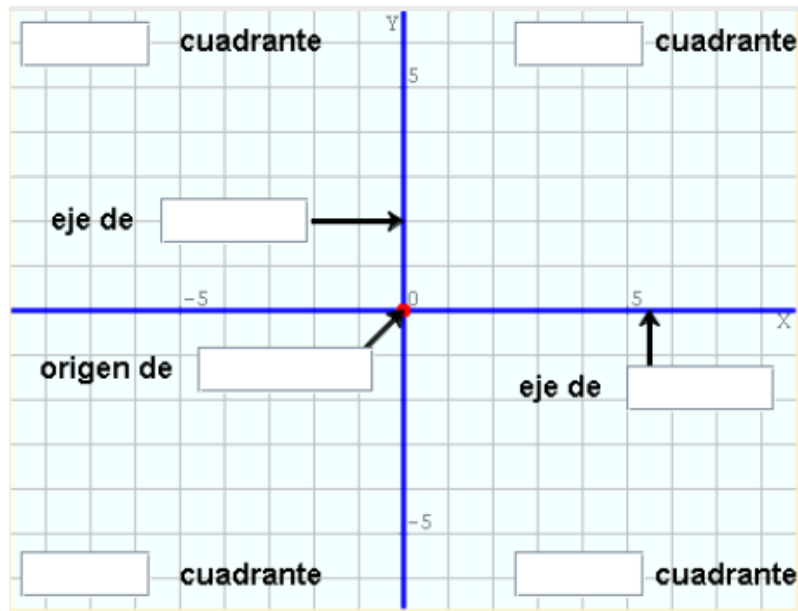 cuadrante
Y
cuadrante
5
eje de
-5
0
5
X
origen de
eje de
-5
cuadrante
cuadrante